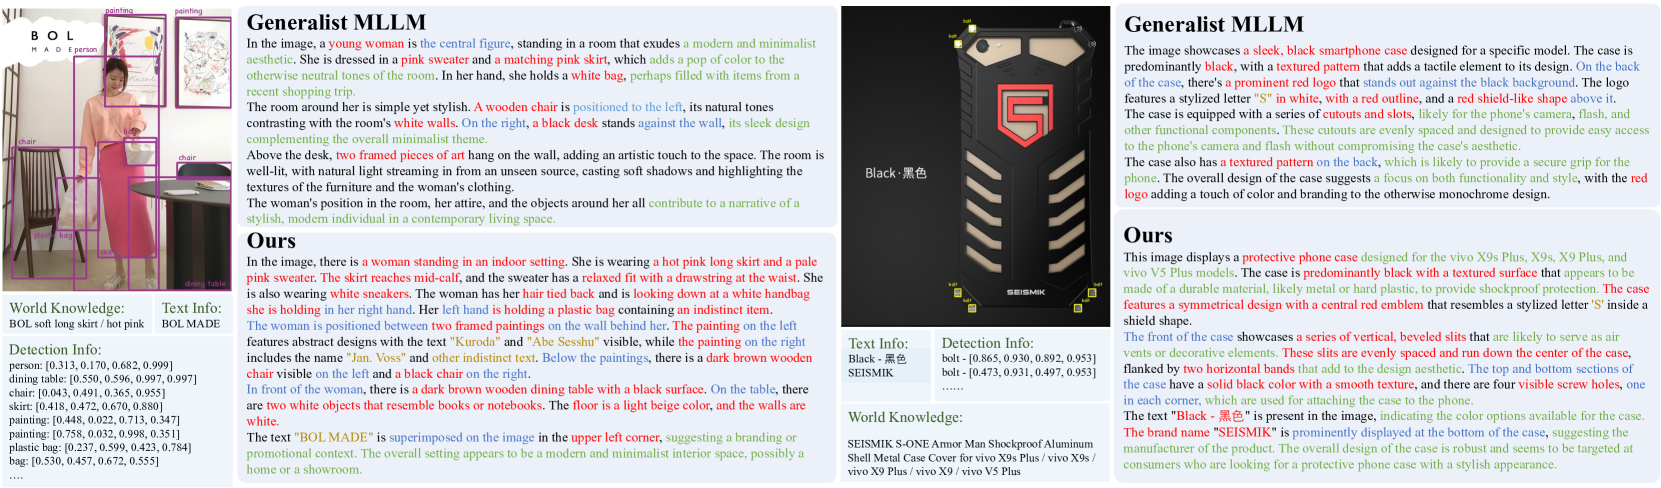 painting
painting
BOL
MADE
person
chair
bag
chair
plastic bag
skirt
dining table
World Knowledge:
BOL soft long skirt / hot pink
Text Info:
BOL MADE
Detection Info:
person: [0.313, 0.170, 0.682, 0.999]
dining table: [0.550, 0.596, 0.997, 0.997]
chair: [0.043, 0.491, 0.365, 0.955]
skirt: [0.418, 0.472, 0.670, 0.880]
painting: [0.448, 0.022, 0.713, 0.347]
painting: [0.758, 0.032, 0.998, 0.351]
plastic bag: [0.237, 0.599, 0.423, 0.784]
bag: [0.530, 0.457, 0.672, 0.555]
....
Generalist MLLM
In the image, a young woman is the central figure, standing in a room that exudes a modern and minimalist
aesthetic. She is dressed in a pink sweater and a matching pink skirt, which adds a pop of color to the
otherwise neutral tones of the room. In her hand, she holds a white bag, perhaps filled with items from a
recent shopping trip.
The room around her is simple yet stylish. A wooden chair is positioned to the left, its natural tones
contrasting with the room's white walls. On the right, a black desk stands against the wall, its sleek design
complementing the overall minimalist theme.
Above the desk, two framed pieces of art hang on the wall, adding an artistic touch to the space. The room is
well-lit, with natural light streaming in from an unseen source, casting soft shadows and highlighting the
textures of the furniture and the woman's clothing.
The woman's position in the room, her attire, and the objects around her all contribute to a narrative of a
stylish, modern individual in a contemporary living space.
Ours
In the image, there is a woman standing in an indoor setting. She is wearing a hot pink long skirt and a pale
pink sweater. The skirt reaches mid-calf, and the sweater has a relaxed fit with a drawstring at the waist. She
is also wearing white sneakers. The woman has her hair tied back and is looking down at a white handbag
she is holding in her right hand. Her left hand is holding a plastic bag containing an indistinct item.
The woman is positioned between two framed paintings on the wall behind her. The painting on the left
features abstract designs with the text "Kuroda" and "Abe Sesshu" visible, while the painting on the right
includes the name "Jan. Voss" and other indistinct text. Below the paintings, there is a dark brown wooden
chair visible on the left and a black chair on the right.
In front of the woman, there is a dark brown wooden dining table with a black surface. On the table, there
are two white objects that resemble books or notebooks. The floor is a light beige color, and the walls are
white.
The text "BOL MADE" is superimposed on the image in the upper left corner, suggesting a branding or
promotional context. The overall setting appears to be a modern and minimalist interior space, possibly a
home or a showroom.
bolt
bolt
Black·黑色
S
SEISMIK
bolt
bolt
bolt
bolt
Text Info:
Black - 黑色
SEISMIK
Detection Info:
bolt - [0.865, 0.930, 0.892, 0.953]
bolt - [0.473, 0.931, 0.497, 0.953]
......
World Knowledge:
SEISMIK S-ONE Armor Man Shockproof Aluminum
Shell Metal Case Cover for vivo X9s Plus / vivo X9s /
vivo X9 Plus / vivo X9 / vivo V5 Plus
Generalist MLLM
The image showcases a sleek, black smartphone case designed for a specific model. The case is
predominantly black, with a textured pattern that adds a tactile element to its design. On the back
of the case, there's a prominent red logo that stands out against the black background. The logo
features a stylized letter "S" in white, with a red outline, and a red shield-like shape above it.
The case is equipped with a series of cutouts and slots, likely for the phone's camera, flash, and
other functional components. These cutouts are evenly spaced and designed to provide easy access
to the phone's camera and flash without compromising the case's aesthetic.
The case also has a textured pattern on the back, which is likely to provide a secure grip for the
phone. The overall design of the case suggests a focus on both functionality and style, with the red
logo adding a touch of color and branding to the otherwise monochrome design.
Ours
This image displays a protective phone case designed for the vivo X9s Plus, X9s, X9 Plus, and
vivo V5 Plus models. The case is predominantly black with a textured surface that appears to be
made of a durable material, likely metal or hard plastic, to provide shockproof protection. The case
features a symmetrical design with a central red emblem that resembles a stylized letter 'S' inside a
shield shape.
The front of the case showcases a series of vertical, beveled slits that are likely to serve as air
vents or decorative elements. These slits are evenly spaced and run down the center of the case,
flanked by two horizontal bands that add to the design aesthetic. The top and bottom sections of
the case have a solid black color with a smooth texture, and there are four visible screw holes, one
in each corner, which are used for attaching the case to the phone.
The text "Black - 黑色" is present in the image, indicating the color options available for the case.
The brand name "SEISMIK" is prominently displayed at the bottom of the case, suggesting the
manufacturer of the product. The overall design of the case is robust and seems to be targeted at
consumers who are looking for a protective phone case with a stylish appearance.